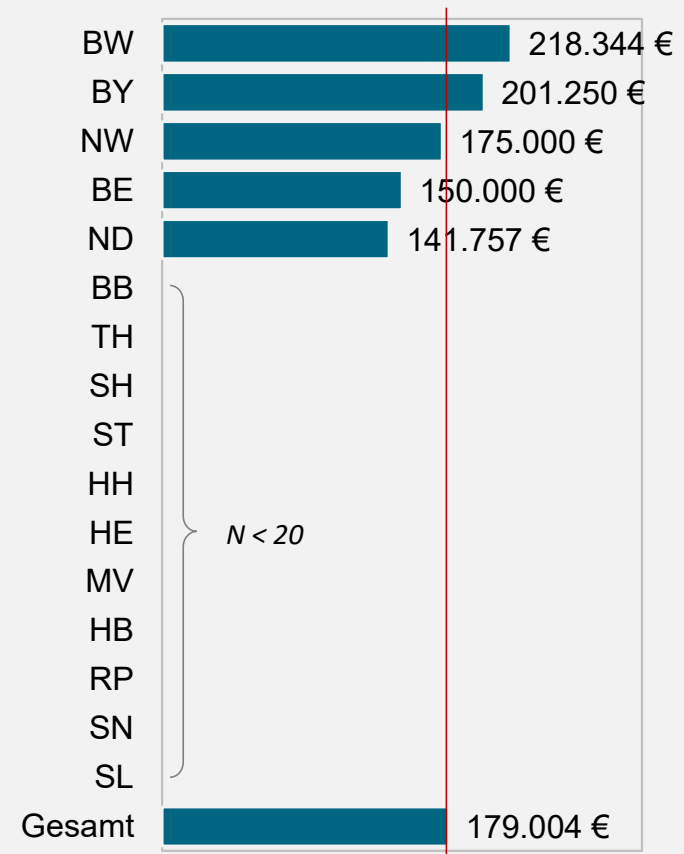 BW 218.344 €
BY 201.250 €
NW 175.000 €
BE 150.000 €
ND 141.757 €
BB
TH
SH
ST
HH
HE N < 20
MV
HB
RP
SN
SL
Gesamt 179.004 €